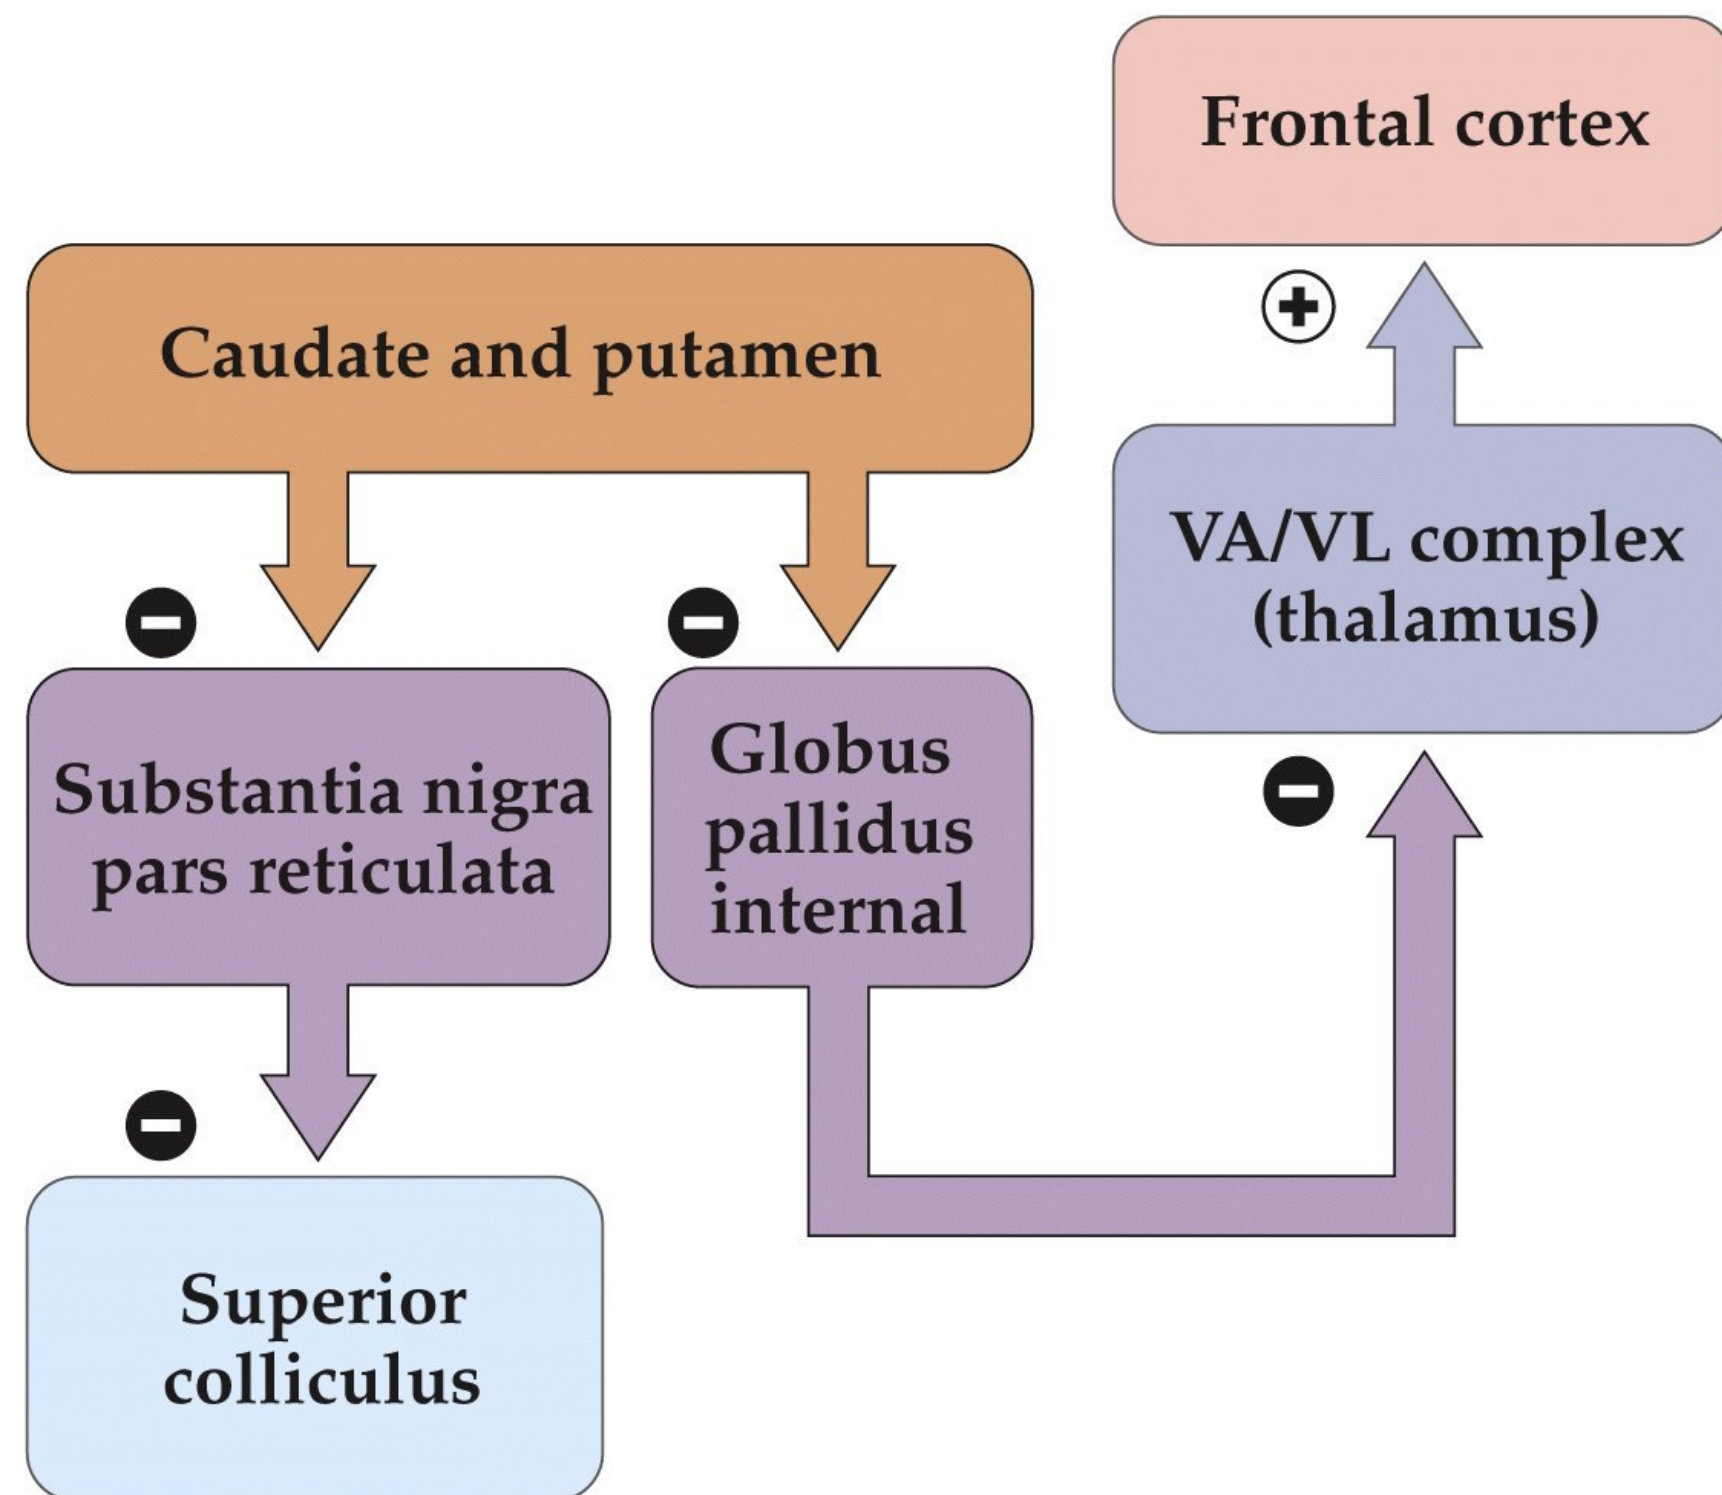 Frontal cortex
Caudate and putamen
VA/VL complex
(thalamus)
Substantia nigra
pars reticulata
Globus
pallidus
internal
Superior
colliculus